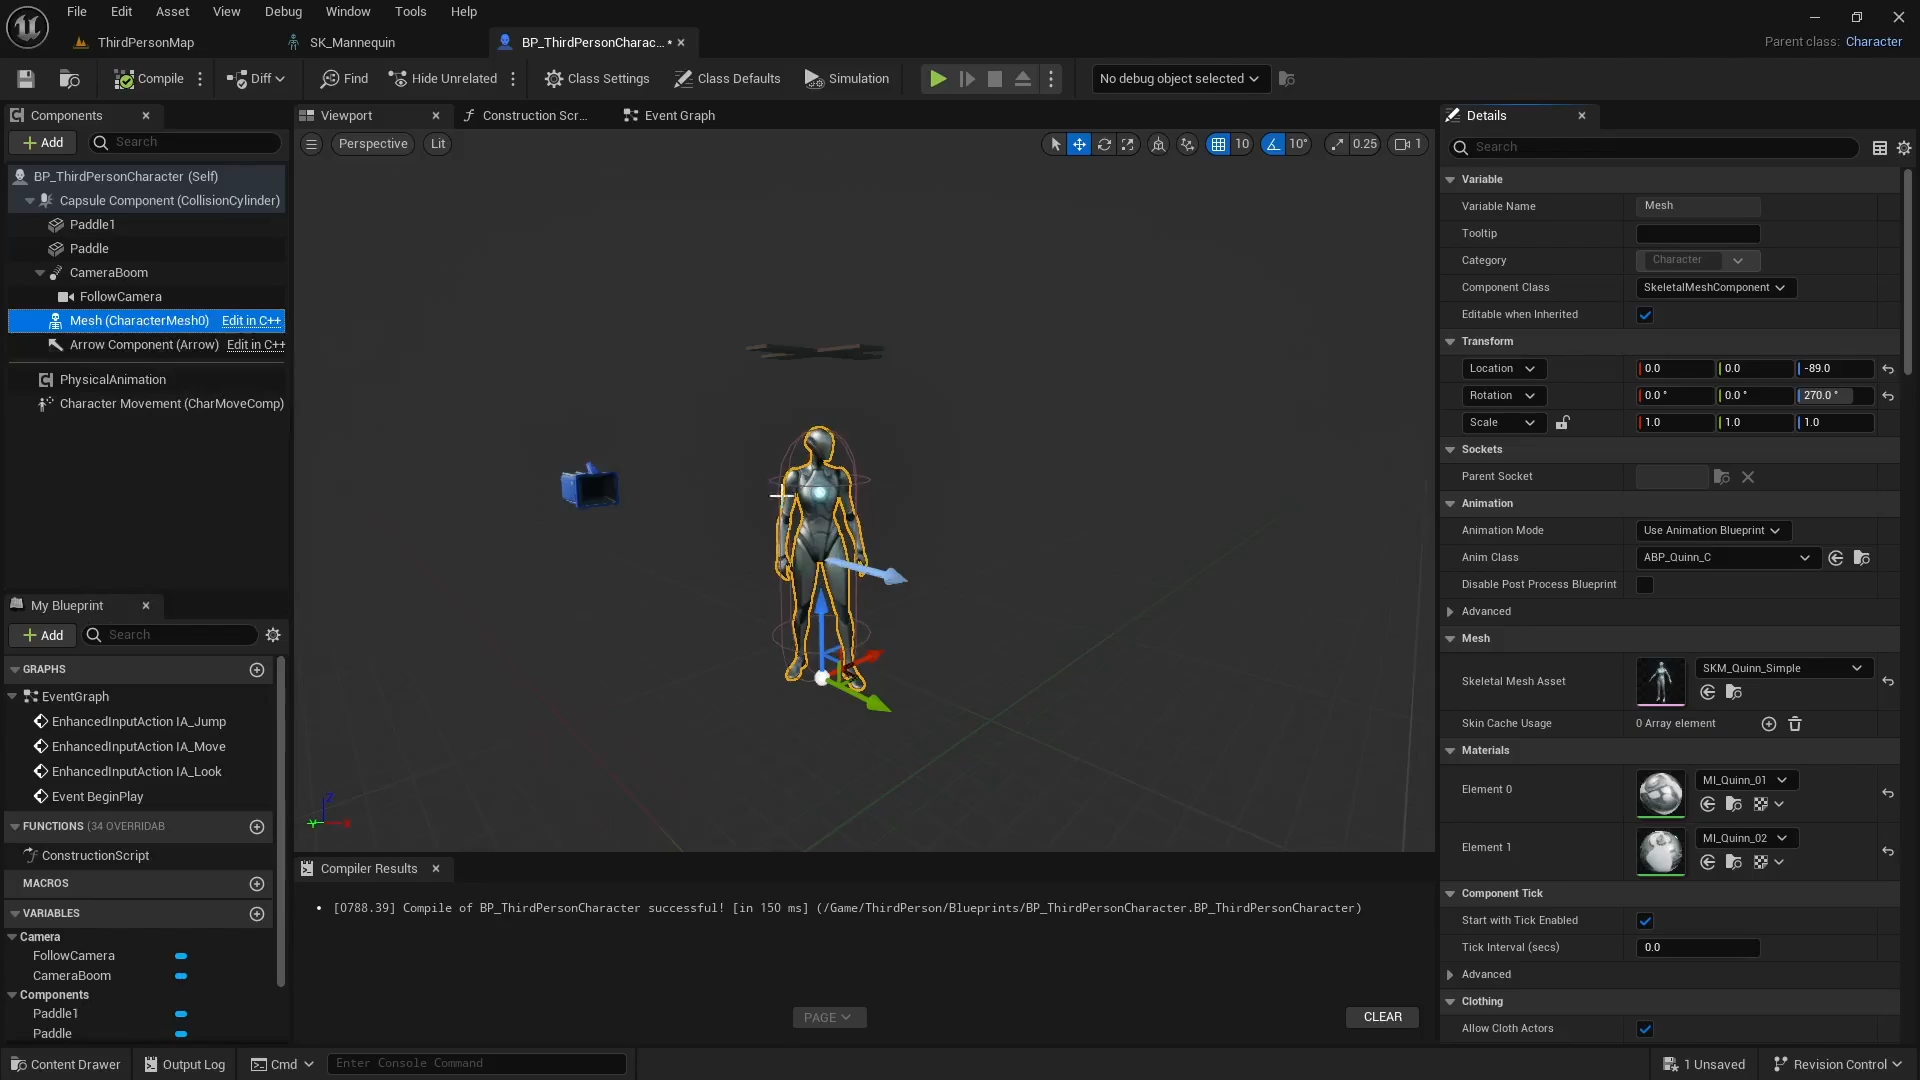 File Edit Asset View Debug Window Tools Help
ThirdPersonMap SK_Mannequin BP_ThirdPersonCharac... •
Parent class: Character
Compile Diff Find Hide Unrelated Class Settings Class Defaults Simulation No debug object selected
Components
Add Search
BP_ThirdPersonCharacter (Self)
Capsule Component (CollisionCylinder)
Paddle1
Paddle
CameraBoom
FollowCamera
Mesh (CharacterMesh0) Edit in C++
Arrow Component (Arrow) Edit in C++
PhysicalAnimation
Character Movement (CharMoveComp)
My Blueprint
Add Search
GRAPHS
EventGraph
EnhancedInputAction IA_Jump
EnhancedInputAction IA_Move
EnhancedInputAction IA_Look
Event BeginPlay
FUNCTIONS (34 OVERRIDAB
ConstructionScript
MACROS
VARIABLES
Camera
FollowCamera
CameraBoom
Components
Paddle1
Paddle
Viewport Construction Scr... Event Graph
Perspective Lit
10 10° 0.25 1
Z
Y X
Compiler Results
• [0788.39] Compile of BP_ThirdPersonCharacter successful! [in 150 ms] (/Game/ThirdPerson/Blueprints/BP_ThirdPersonCharacter.BP_ThirdPersonCharacter)
PAGE
CLEAR
Details
Search
Variable
Variable Name Mesh
Tooltip
Category Character
Component Class SkeletalMeshComponent
Editable when Inherited
Transform
Location 0.0 0.0 -89.0
Rotation 0.0 ° 0.0 ° 270.0 °
Scale 1.0 1.0 1.0
Sockets
Parent Socket
Animation
Animation Mode Use Animation Blueprint
Anim Class ABP_Quinn_C
Disable Post Process Blueprint
Advanced
Mesh
Skeletal Mesh Asset SKM_Quinn_Simple
Skin Cache Usage 0 Array element
Materials
Element 0 MI_Quinn_01
Element 1 MI_Quinn_02
Component Tick
Start with Tick Enabled
Tick Interval (secs) 0.0
Advanced
Clothing
Allow Cloth Actors
Content Drawer Output Log Cmd Enter Console Command 1 Unsaved Revision Control